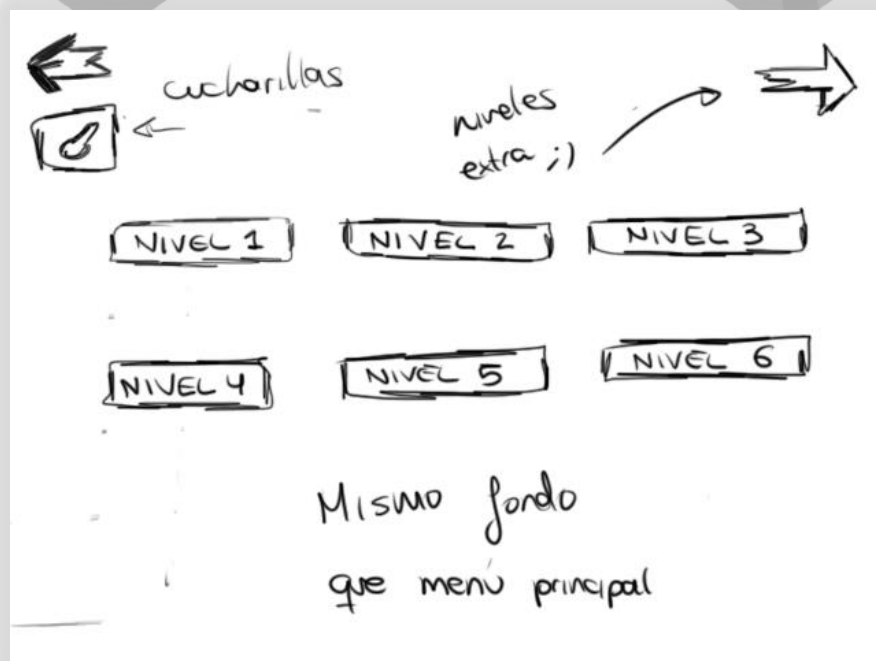 cucharillas
niveles
extra ;)
NIVEL 1
NIVEL 2
NIVEL 3
NIVEL 4
NIVEL 5
NIVEL 6
Mismo fondo
que menú principal